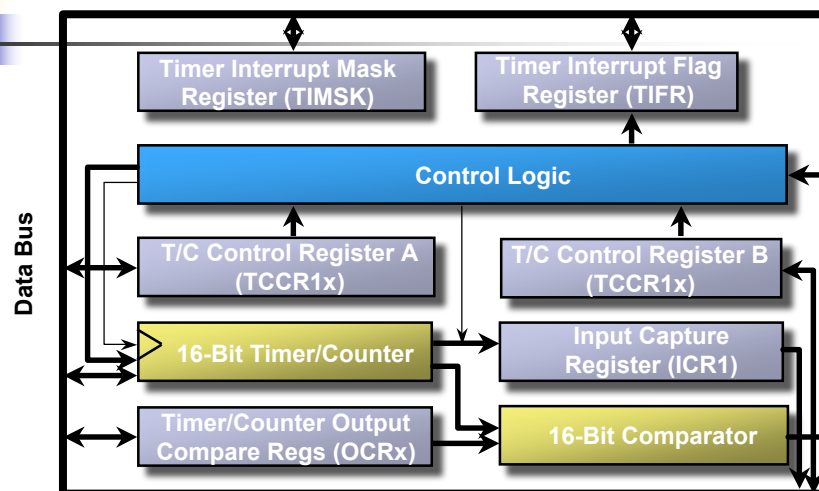 Timer Interrupt Mask
Register (TIMSK)
Timer Interrupt Flag
Register (TIFR)
Control Logic
Data Bus
T/C Control Register A
(TCCR1x)
T/C Control Register B
(TCCR1x)
16-Bit Timer/Counter
Input Capture
Register (ICR1)
Timer/Counter Output
Compare Regs (OCRx)
16-Bit Comparator